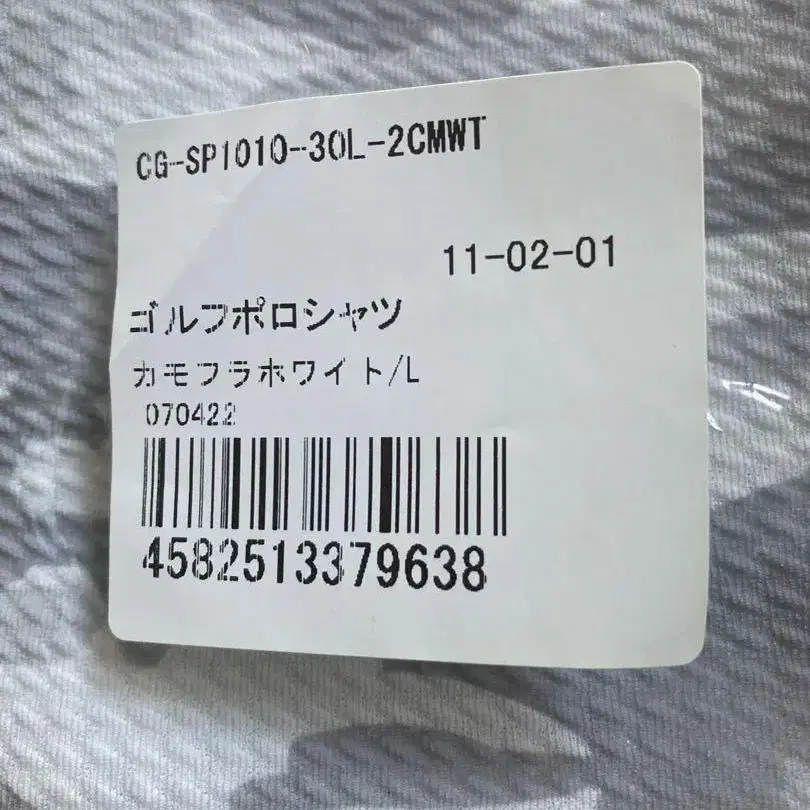 CG-SP1010-30L-2CMWT
11-02-01
ゴルフポロシャツ
カモフラホワイト/L
070422
4582513379638